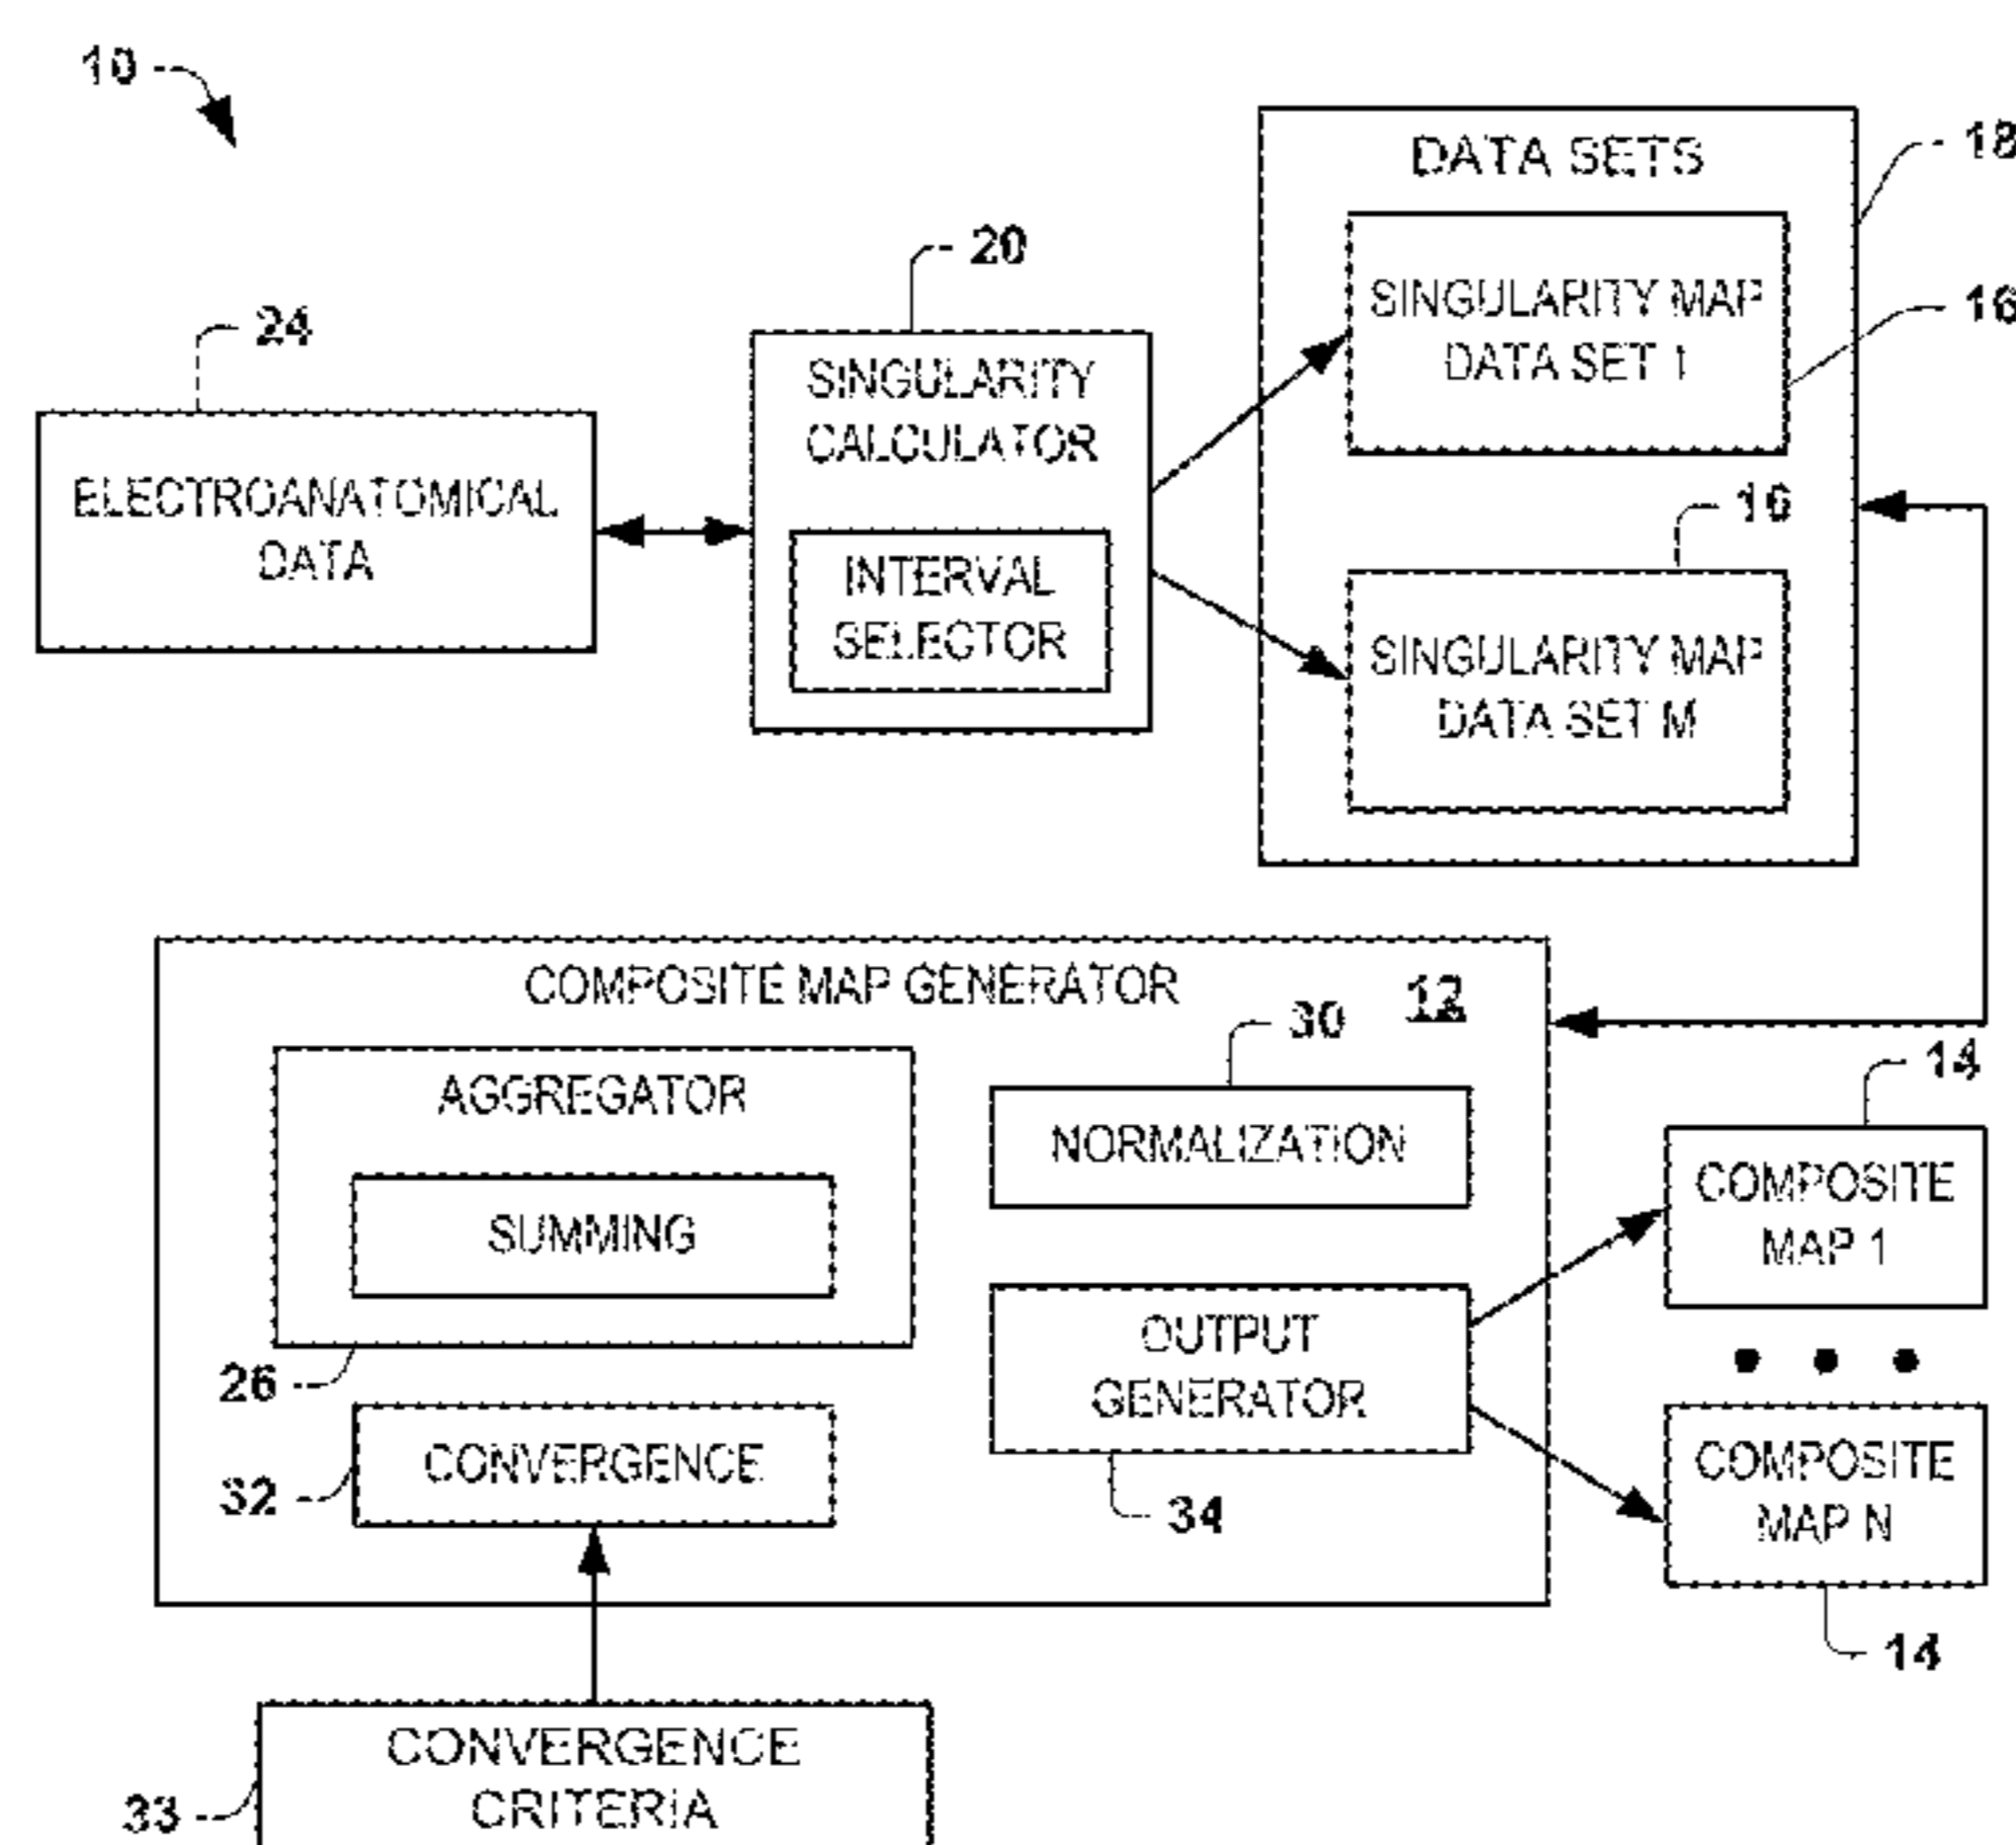 10
DATA SETS
18
SINGULARITY MAP
DATA SET 1
16
20
SINGULARITY
CALCULATOR
INTERVAL
SELECTOR
24
ELECTROANATOMICAL
DATA
16
SINGULARITY MAP
DATA SET M
COMPOSITE MAP GENERATOR
12
AGGREGATOR
SUMMING
26
30
NORMALIZATION
CONVERGENCE
32
OUTPUT
GENERATOR
34
14
COMPOSITE
MAP 1
COMPOSITE
MAP N
14
CONVERGENCE
CRITERIA
33